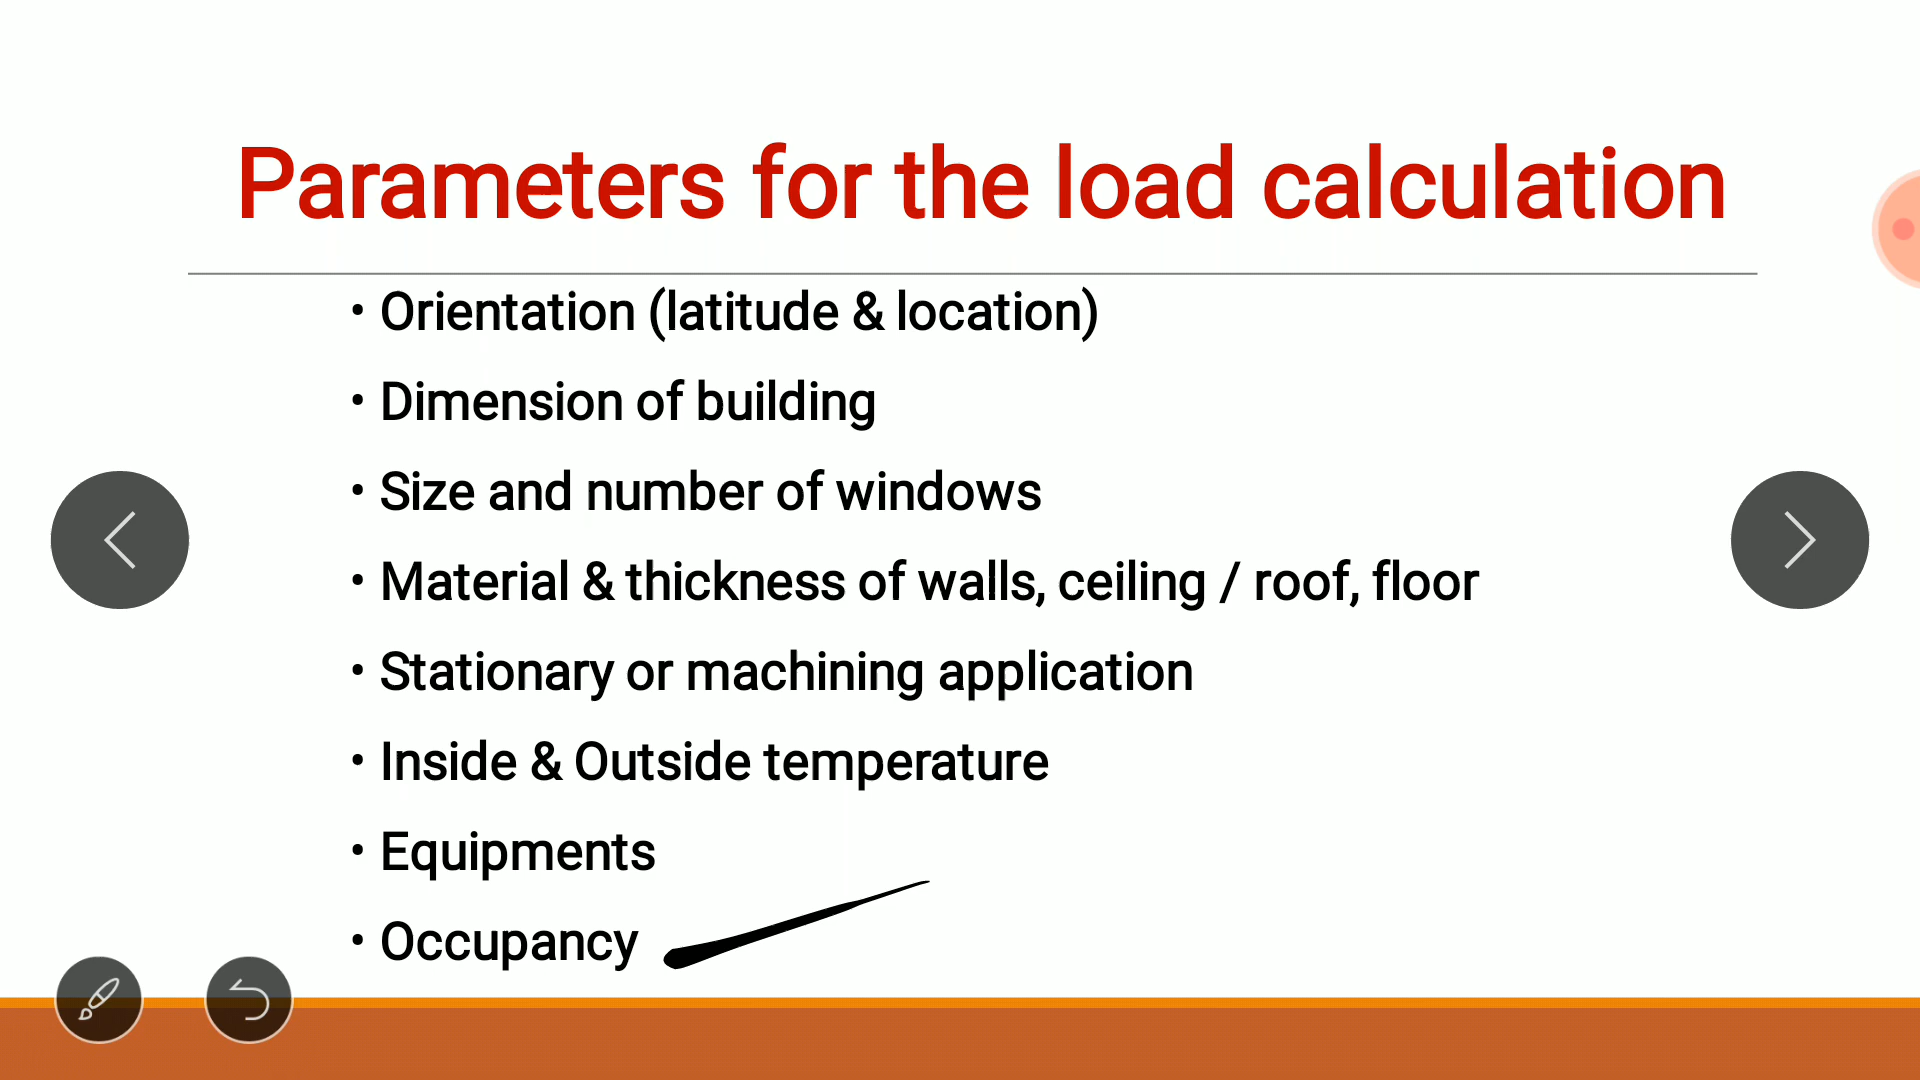 Parameters for the load calculation
• Orientation (latitude & location)
• Dimension of building
• Size and number of windows
• Material & thickness of walls, ceiling / roof, floor
• Stationary or machining application
• Inside & Outside temperature
• Equipments
• Occupancy